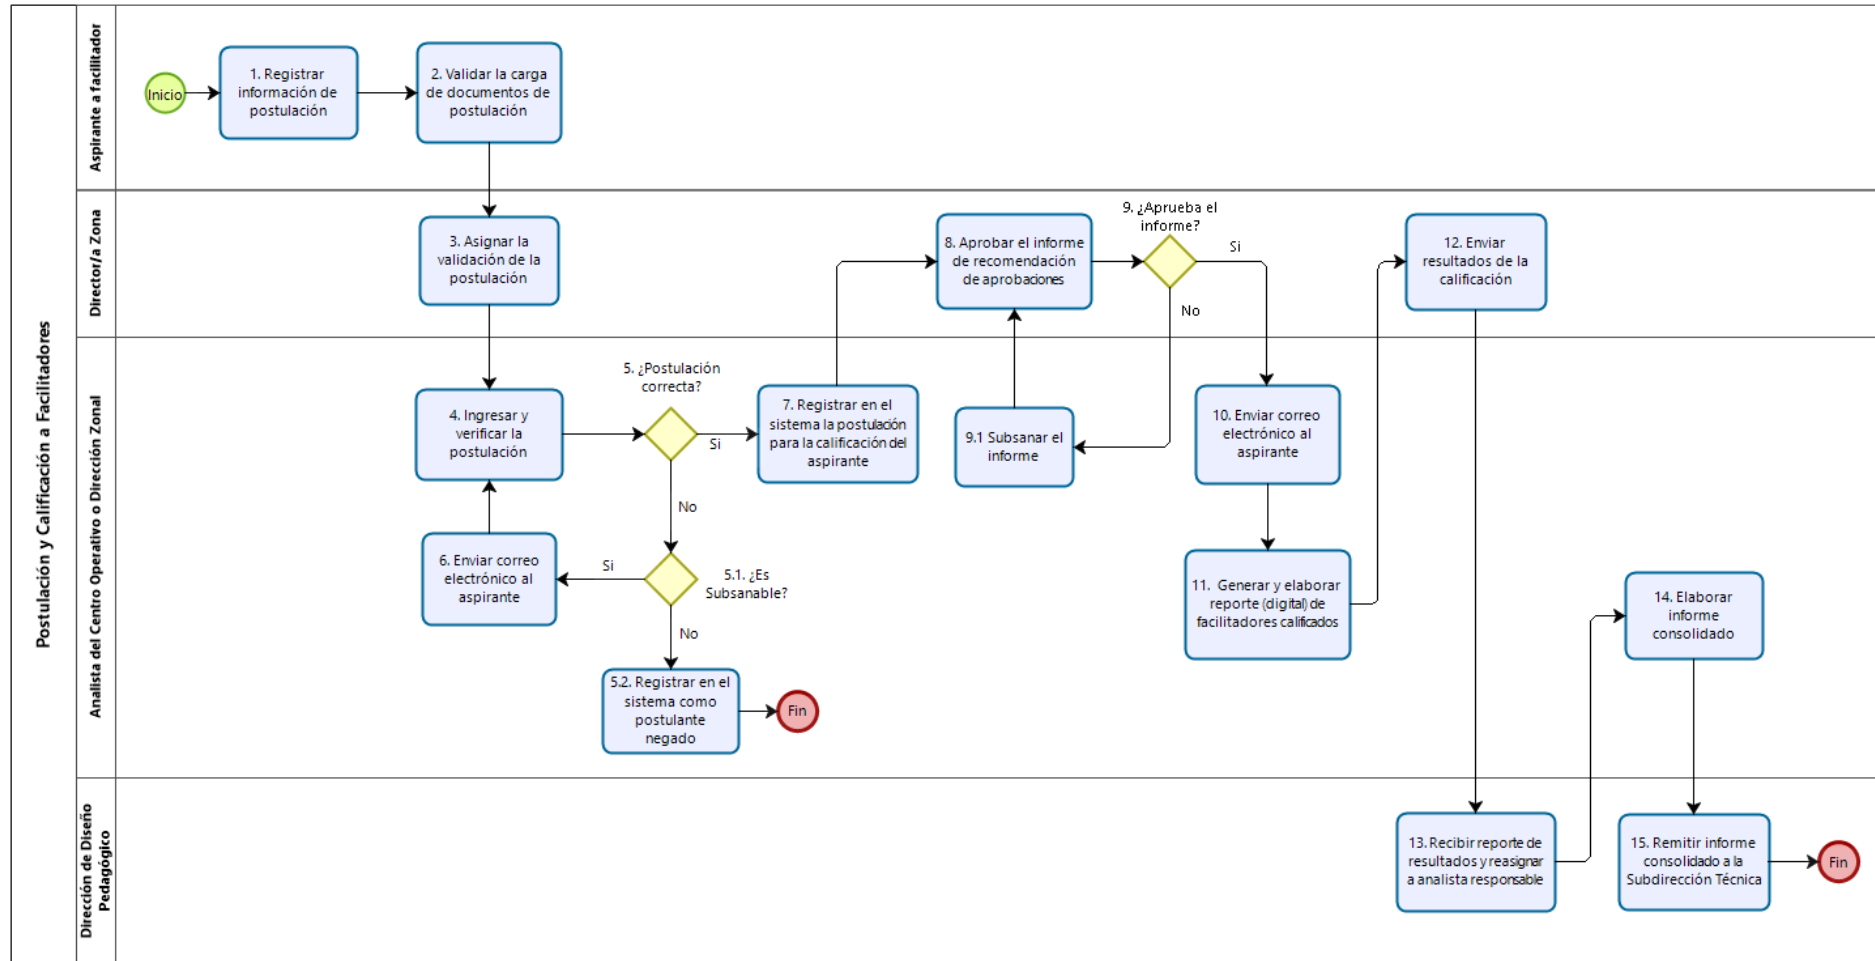 Postulación y Calificación a Facilitadores
Aspirante a facilitador
Inicio
1. Registrar
información de
postulación
2. Validar la carga
de documentos de
postulación
Director/a Zona
3. Asignar la
validación de la
postulación
8. Aprobar el informe
de recomendación
de aprobaciones
9. ¿Aprueba el
informe?
Si
No
12. Enviar
resultados de la
calificación
Analista del Centro Operativo o Dirección Zonal
4. Ingresar y
verificar la
postulación
5. ¿Postulación
correcta?
Si
No
7. Registrar en el
sistema la postulación
para la calificación del
aspirante
9.1 Subsanar el
informe
10. Enviar correo
electrónico al
aspirante
6. Enviar correo
electrónico al
aspirante
Si
5.1. ¿Es
Subsanable?
No
11. Generar y elaborar
reporte (digital) de
facilitadores calificados
14. Elaborar
informe
consolidado
5.2. Registrar en el
sistema como
postulante
negado
Fin
Dirección de Diseño
Pedagógico
13. Recibir reporte de
resultados y reasignar
a analista responsable
15. Remitir informe
consolidado a la
Subdirección Técnica
Fin